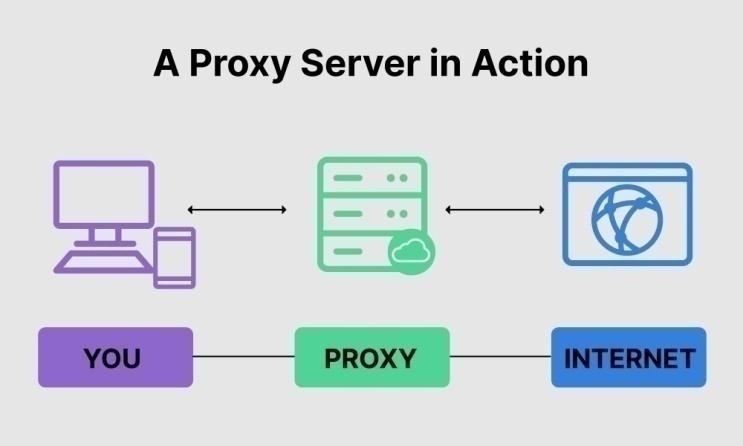 A Proxy Server in Action
YOU
PROXY
INTERNET